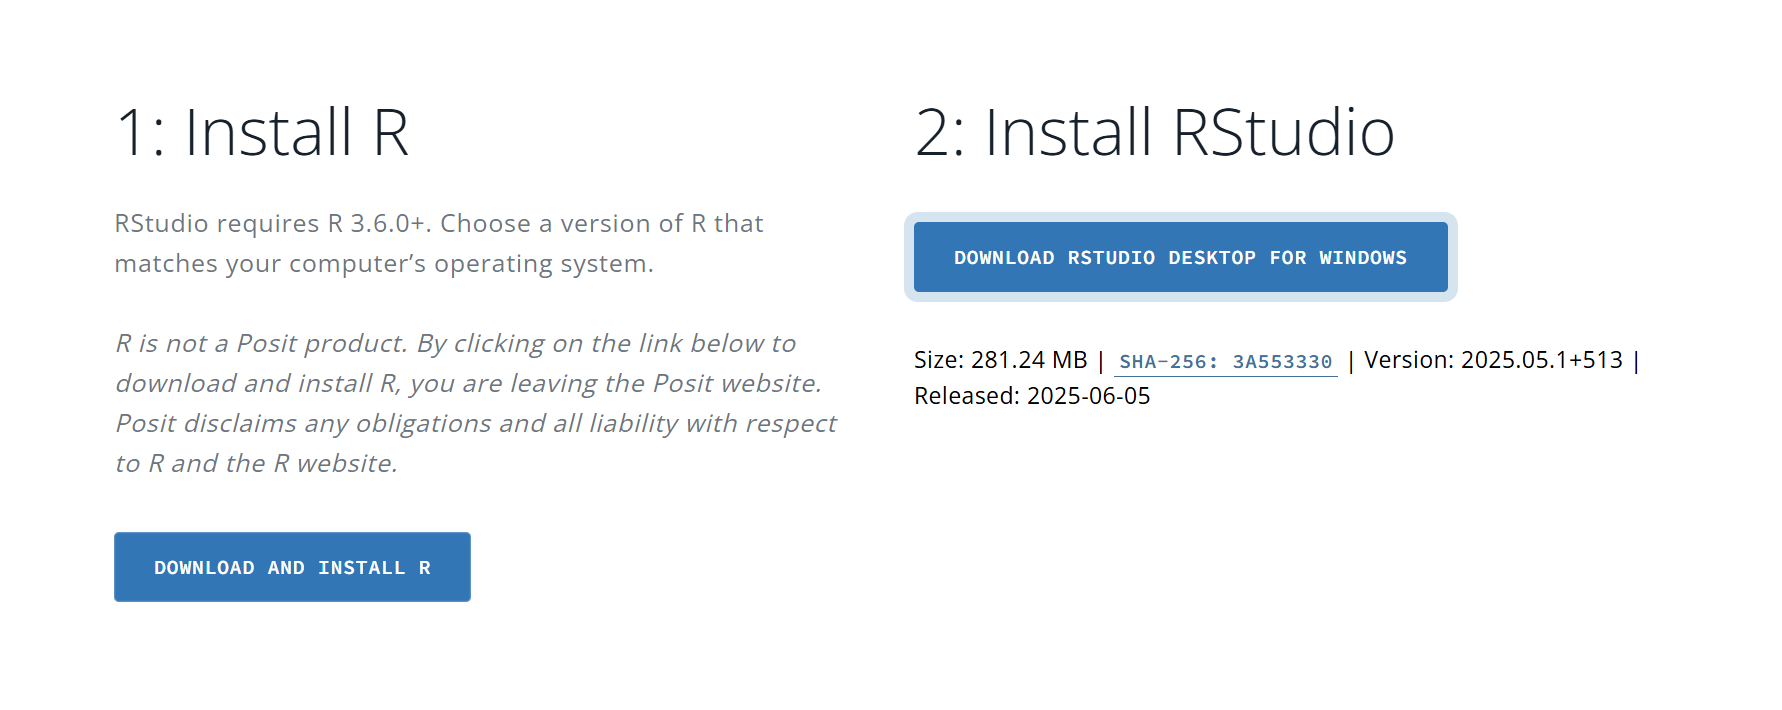 1: Install R
RStudio requires R 3.6.0+. Choose a version of R that
matches your computer’s operating system.
R is not a Posit product. By clicking on the link below to
download and install R, you are leaving the Posit website.
Posit disclaims any obligations and all liability with respect
to R and the R website.
DOWNLOAD AND INSTALL R
2: Install RStudio
DOWNLOAD RSTUDIO DESKTOP FOR WINDOWS
Size: 281.24 MB | SHA-256: 3A553330 | Version: 2025.05.1+513 |
Released: 2025-06-05